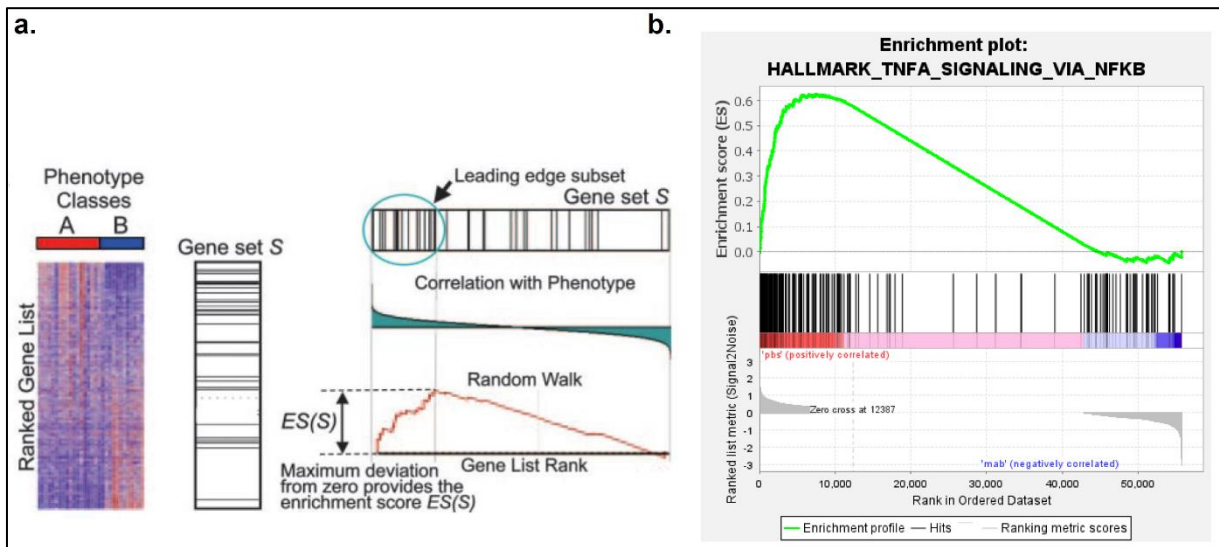 a.
Phenotype
Classes
A B
Ranked Gene List
Gene set S
Leading edge subset
Gene set S
Correlation with Phenotype
Random Walk
ES(S)
Maximum deviation
from zero provides the
enrichment score ES(S)
Gene List Rank
b.
Enrichment plot:
HALLMARK_TNFA_SIGNALING_VIA_NFKB
Enrichment score (ES)
0.6
0.5
0.4
0.3
0.2
0.1
0.0
Ranked list metric (Signal2Noise)
'pbs' (positively correlated)
3
2
1
0
-1
-2
-3
Zero cross at 12387
'mab' (negatively correlated)
0 10,000 20,000 30,000 40,000 50,000
Rank in Ordered Dataset
Enrichment profile Hits Ranking metric scores